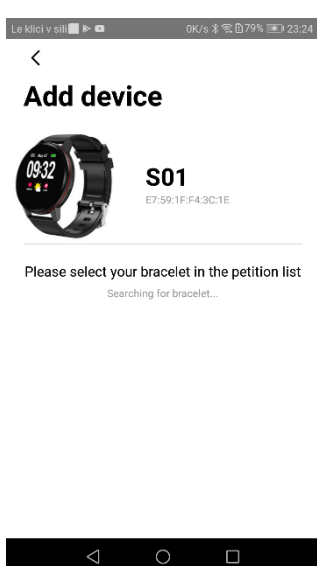 Le klici v sili 0K/s 79% 23:24
Add device
09:32
S01
E7:59:1F:F4:3C:1E
Please select your bracelet in the petition list
Searching for bracelet...